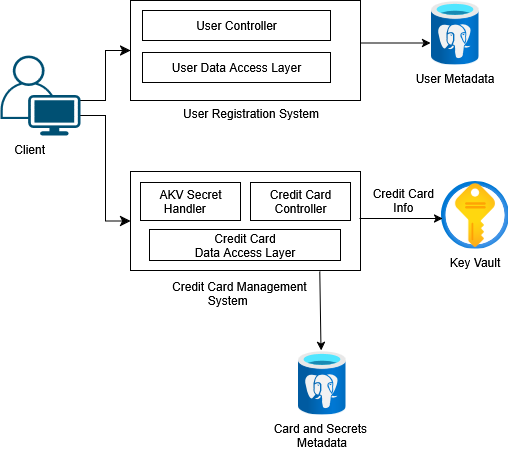 User Controller
User Data Access Layer
User Registration System
User Metadata
Client
AKV Secret
Handler
Credit Card
Controller
Credit Card
Data Access Layer
Credit Card Management
System
Credit Card
Info
Key Vault
Card and Secrets
Metadata